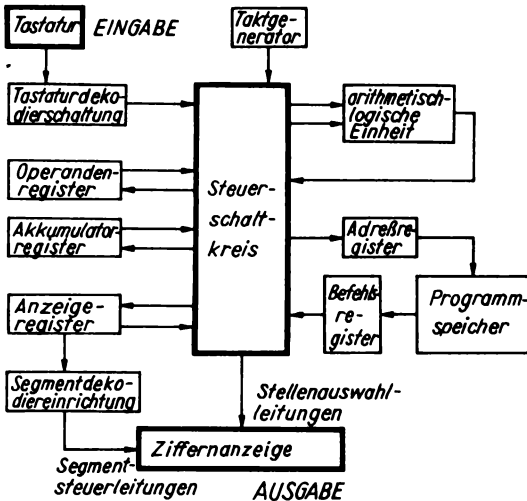 Tastatur
EINGABE
Taktge-
nerator
Tastaturdeko-
dierschaltung
arithmetisch-
logische
Einheit
Operanden-
register
Steuer-
schalt-
kreis
Akkumulator-
register
Adreßre-
gister
Anzeige-
register
Befehls-
re-
gister
Programm-
speicher
Segmentdeko-
diereinrichtung
Stellenauswahl-
leitungen
Ziffernanzeige
Segment-
steuerleitungen
AUSGABE